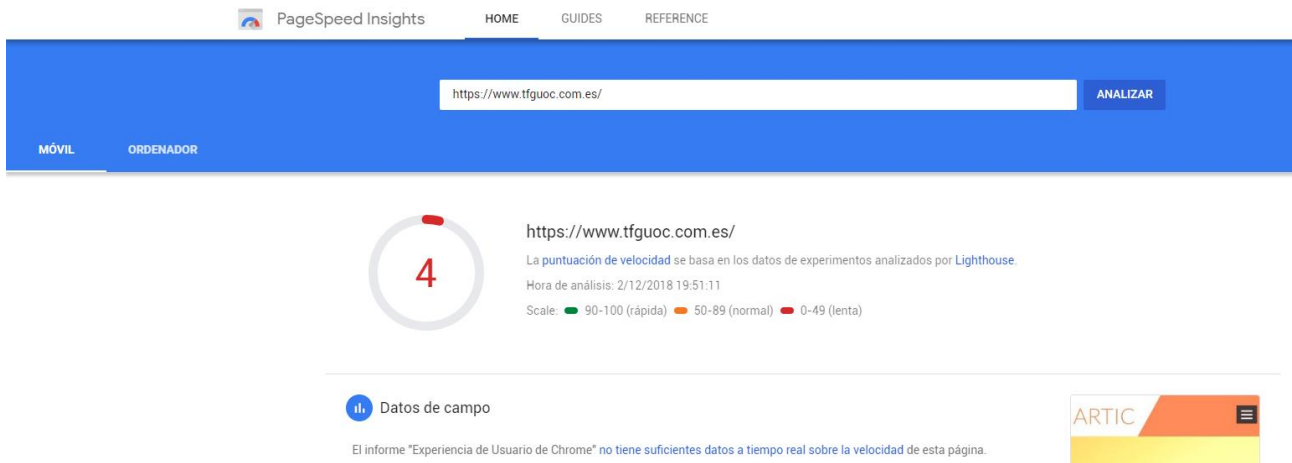 PageSpeed Insights HOME GUIDES REFERENCE
https://www.tfguoc.com.es/ ANALIZAR
MÓVIL ORDENADOR
4
https://www.tfguoc.com.es/
La puntuación de velocidad se basa en los datos de experimentos analizados por Lighthouse.
Hora de análisis: 2/12/2018 19:51:11
Scale: 90-100 (rápida) 50-89 (normal) 0-49 (lenta)
Datos de campo
ARTIC
El informe "Experiencia de Usuario de Chrome" no tiene suficientes datos a tiempo real sobre la velocidad de esta página.